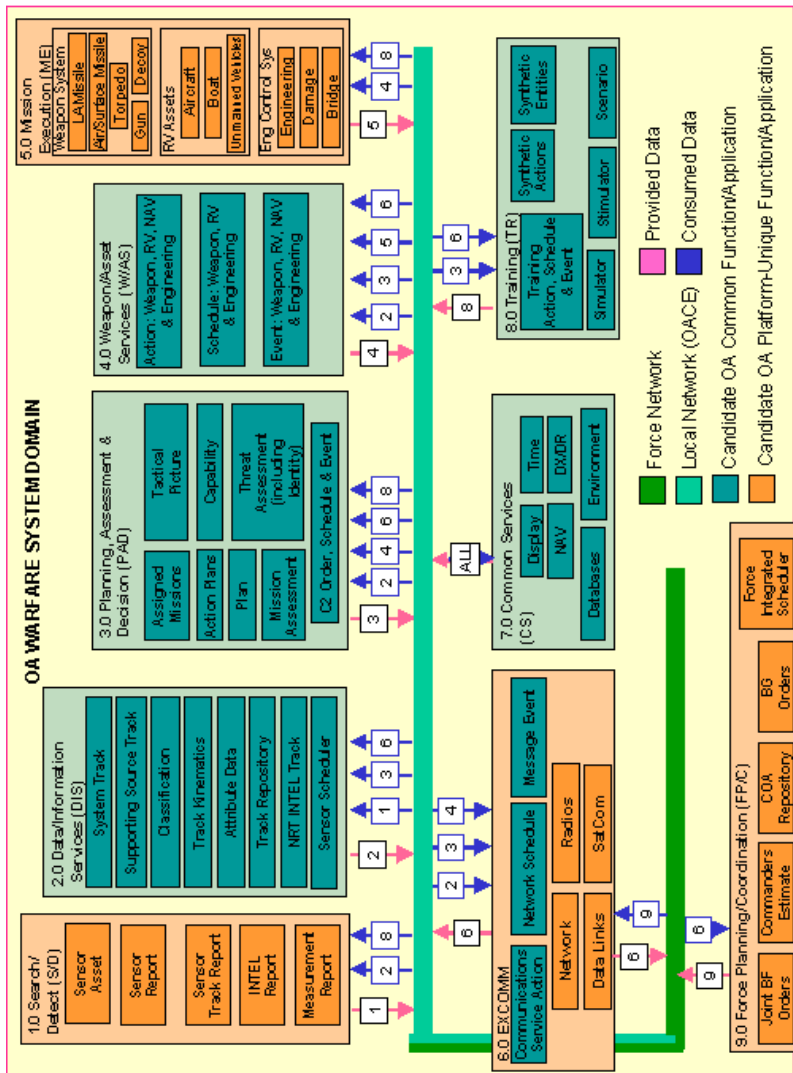 OA WARFARE SYSTEM DOMAIN
1.0 Search/
Detect (S/D)
Sensor
Asset
Sensor
Report
Sensor
Track Report
INTEL
Report
Measurement
Report
1
2
8
2.0 Data/Information
Services (DIS)
System Track
Supporting Source Track
Classification
Track Kinematics
Attribute Data
Track Repository
NRT INTEL Track
Sensor Scheduler
2
1
3
6
3.0 Planning, Assessment &
Decision (PAD)
Assigned
Missions
Tactical
Picture
Action Plans
Capability
Plan
Threat
Assessment
(including
Identity)
Mission
Assessment
C2 Order, Schedule & Event
3
2
4
6
8
4.0 Weapon/Asset
Services (W/AS)
Action: Weapon, RV, NAV
& Engineering
Schedule: Weapon, RV
& Engineering
Event: Weapon, RV, NAV
& Engineering
4
2
3
5
6
5.0 Mission
Execution (ME)
Weapon System
LAMissile
Air/Surface Missile
Torpedo
Gun
Decoy
RV Assets
Aircraft
Boat
Unmanned Vehicles
Eng Control Sys
Engineering
Damage
Bridge
5
4
8
6
2
3
4
6.0 EXCOMM
Communications
Service Action
Network Schedule
Message Event
Network
Radios
Data Links
SatCom
6
9
ALL
7.0 Common Services
(CS)
Display
Time
NAV
DX/DR
Databases
Environment
8
3
6
8.0 Training (TR)
Training
Action, Schedule
& Event
Synthetic
Actions
Synthetic
Entities
Simulator
Stimulator
Scenario
9
6
9.0 Force Planning/Coordination (FP/C)
Joint BF
Orders
Commanders
Estimate
COA
Repository
BG
Orders
Force
Integrated
Scheduler
Force Network
Provided Data
Local Network (OACE)
Consumed Data
Candidate OA Common Function/Application
Candidate OA Platform-Unique Function/Application